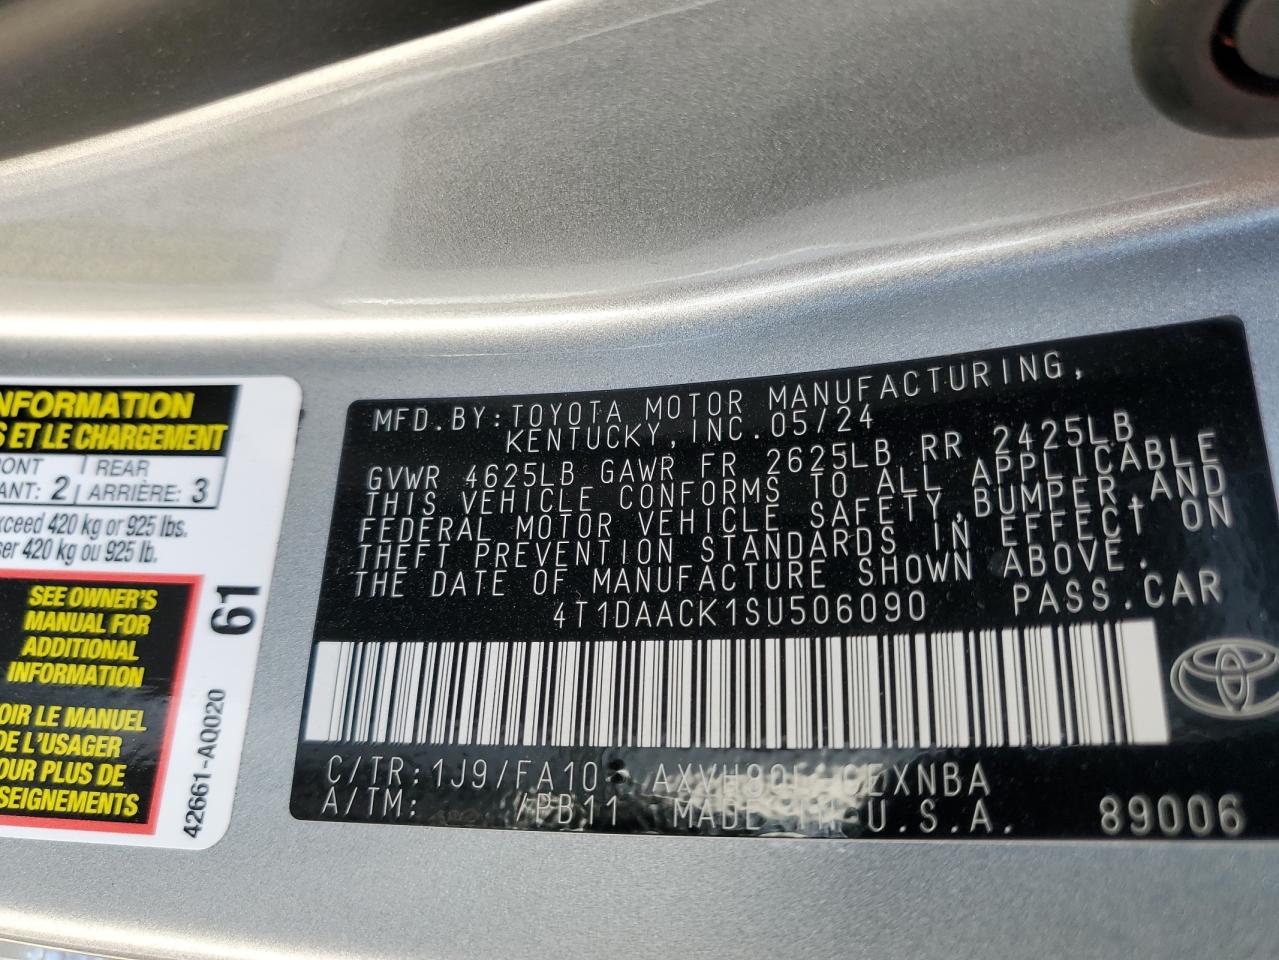 NFORMATION
S ET LE CHARGEMENT
RONT | REAR
ANT: 2 | ARRIÈRE: 3
xceed 420 kg or 925 lbs.
ser 420 kg ou 925 lb.
SEE OWNER'S
MANUAL FOR
ADDITIONAL
INFORMATION
OIR LE MANUEL
DE L'USAGER
OUR PLUS DE
SEIGNEMENTS
61
42661-AQ020
MFD.BY:TOYOTA MOTOR MANUFACTURING,
KENTUCKY,INC.05/24
GVWR 4625LB GAWR FR 2625LB RR 2425LB
THIS VEHICLE CONFORMS TO ALL APPLICABLE
FEDERAL MOTOR VEHICLE SAFETY,BUMPER,AND
THEFT PREVENTION STANDARDS IN EFFECT ON
THE DATE OF MANUFACTURE SHOWN ABOVE.
4T1DAACK1SU506090 PASS.CAR
C/TR:1J9/FA10
A/TM: /PB11 MADE IN U.S.A. 89006